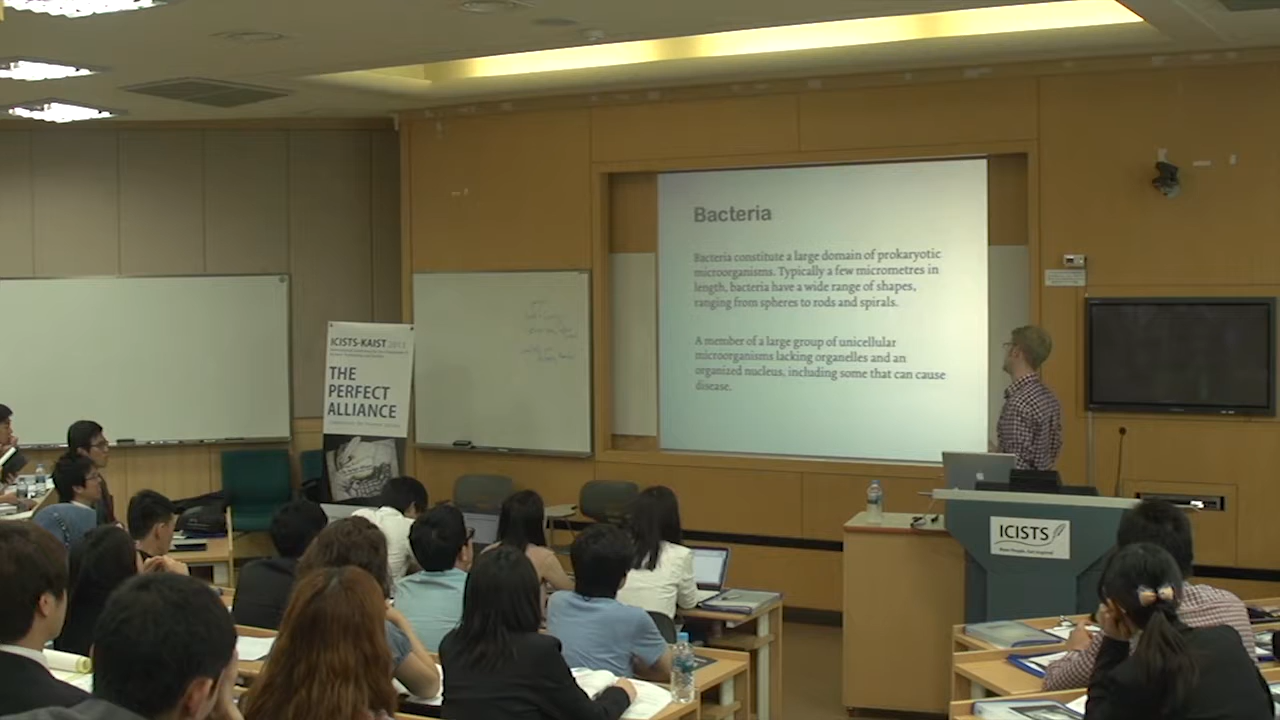 Bacteria
Bacteria constitute a large domain of prokaryotic
microorganisms. Typically a few micrometres in
length, bacteria have a wide range of shapes,
ranging from spheres to rods and spirals.
A member of a large group of unicellular
microorganisms lacking organelles and an
organized nucleus, including some that can cause
disease.
ICISTS-KAIST 2013
THE
PERFECT
ALLIANCE
ICISTS